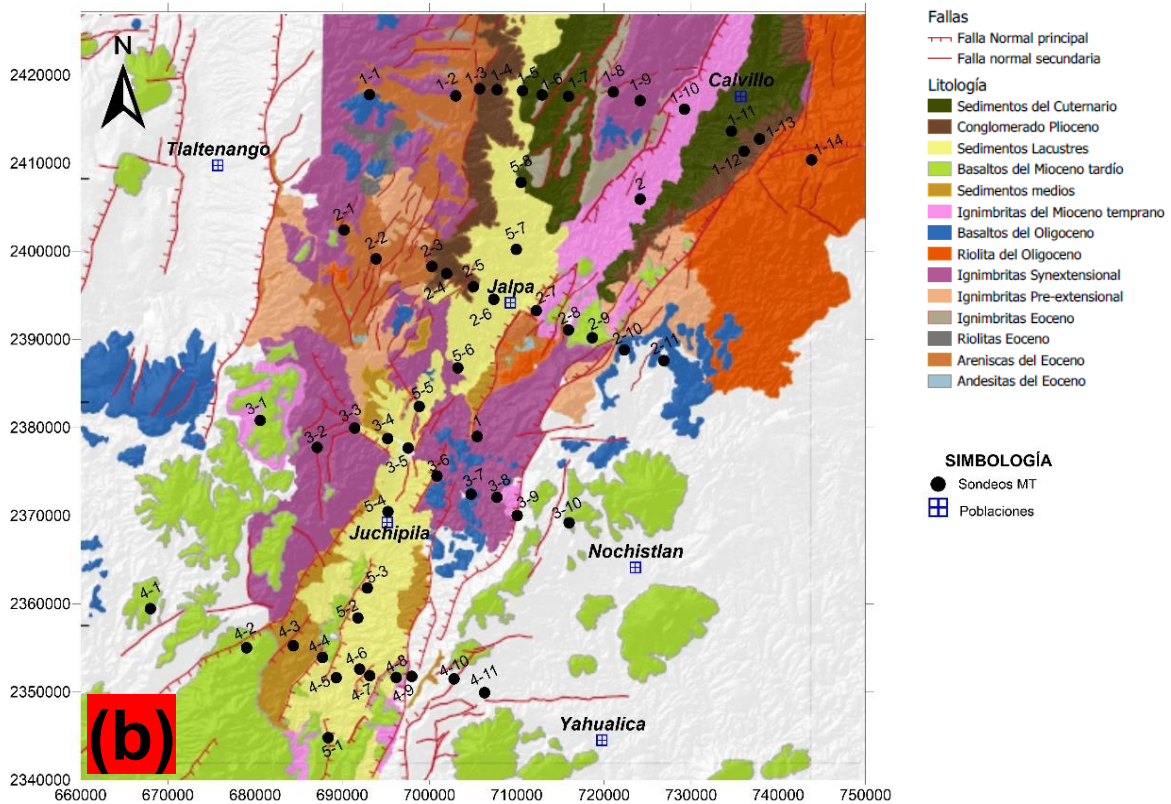 N
2420000
2410000
2400000
2390000
2380000
2370000
2360000
2350000
2340000
660000 670000 680000 690000 700000 710000 720000 730000 740000 750000
1-1 1-2 1-3 1-4 1-5 1-6 1-7 1-8 1-9 1-10
Calvillo
1-11 1-12 1-13 1-14
Tlaltenango
5-8
2
2-1 2-2 2-3 2-4 2-5 2-6
5-7
Jalpa
2-7 2-8 2-9 2-10 2-11
5-6
5-5
3-1 3-2 3-3 3-4 3-5 3-6
1
3-7 3-8 3-9 3-10
5-4
Juchipila
Nochistlan
5-3
5-2
4-1 4-2 4-3 4-4 4-5 4-6 4-7 4-8 4-9 4-10 4-11
5-1
Yahualica
(b)
Fallas
Falla Normal principal
Falla normal secundaria
Litología
Sedimentos del Cuternario
Conglomerado Plioceno
Sedimentos Lacustres
Basaltos del Mioceno tardío
Sedimentos medios
Ignimbritas del Mioceno temprano
Basaltos del Oligoceno
Riolita del Oligoceno
Ignimbritas Synextensional
Ignimbritas Pre-extensional
Ignimbritas Eoceno
Riolitas Eoceno
Areniscas del Eoceno
Andesitas del Eoceno
SIMBOLOGÍA
Sondeos MT
Poblaciones